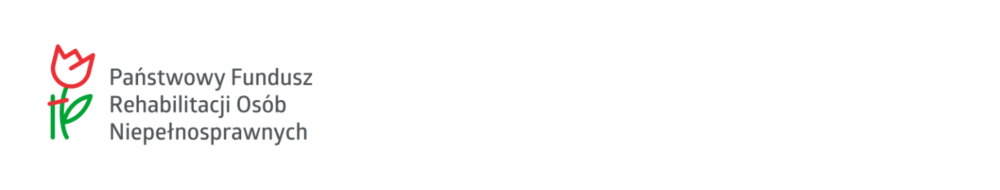 Państwowy Fundusz
Rehabilitacji Osób
Niepełnosprawnych